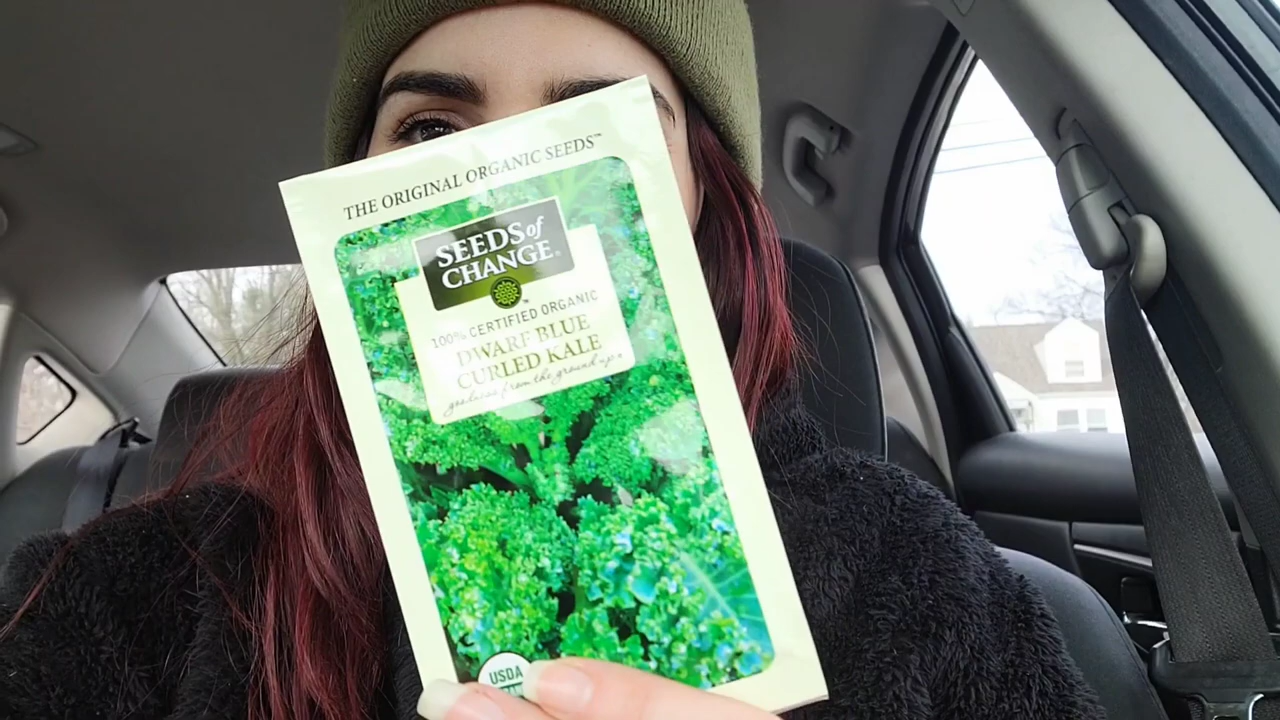 THE ORIGINAL ORGANIC SEEDS™
SEEDS of
CHANGE®
™
100% CERTIFIED ORGANIC
DWARF BLUE
CURLED KALE
goodness from the ground up®
USDA